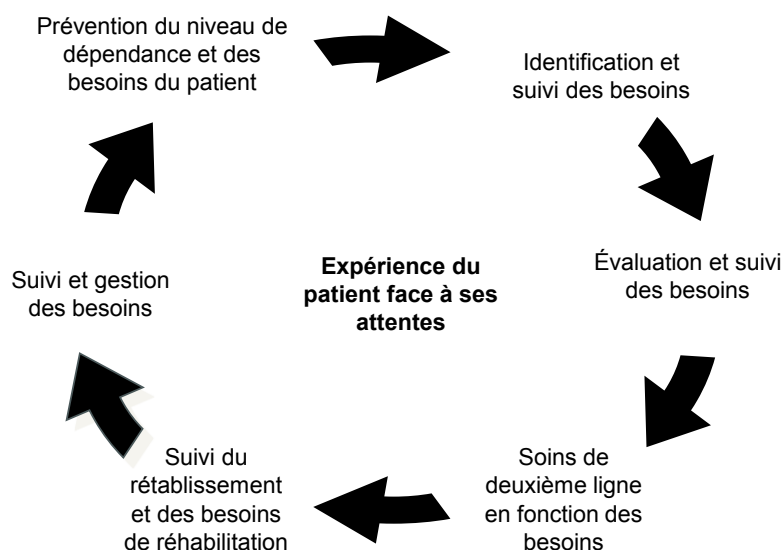 Prévention du niveau de
dépendance et des
besoins du patient
Identification et
suivi des besoins
Évaluation et suivi
des besoins
Soins de
deuxième ligne
en fonction des
besoins
Suivi du
rétablissement
et des besoins
de réhabilitation
Suivi et gestion
des besoins
Expérience du
patient face à ses
attentes